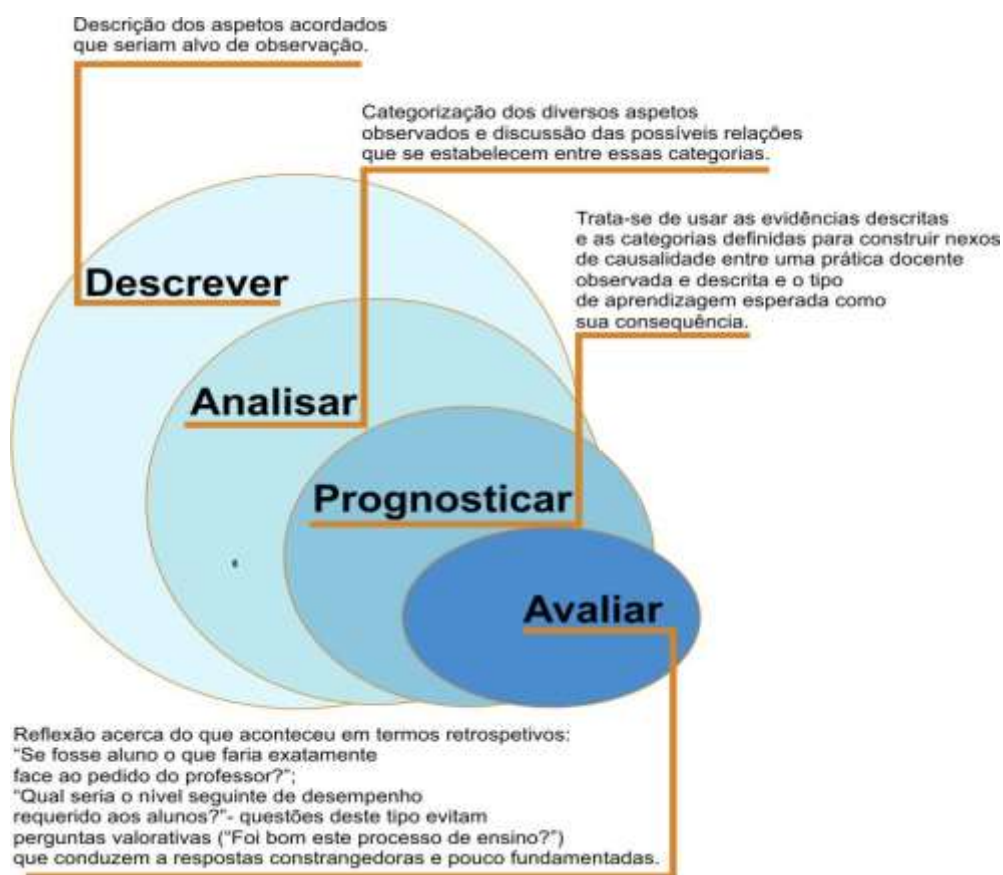 Descrição dos aspetos acordados
que seriam alvo de observação.
Categorização dos diversos aspetos
observados e discussão das possíveis relações
que se estabelecem entre essas categorias.
Trata-se de usar as evidências descritas
e as categorias definidas para construir nexos
de causalidade entre uma prática docente
observada e descrita e o tipo
de aprendizagem esperada como
sua consequência.
Descrever
Analisar
Prognosticar
Avaliar
Reflexão acerca do que aconteceu em termos retrospetivos:
“Se fosse aluno o que faria exatamente
face ao pedido do professor?”;
“Qual seria o nível seguinte de desempenho
requerido aos alunos?”- questões deste tipo evitam
perguntas valorativas (“Foi bom este processo de ensino?”)
que conduzem a respostas constrangedoras e pouco fundamentadas.